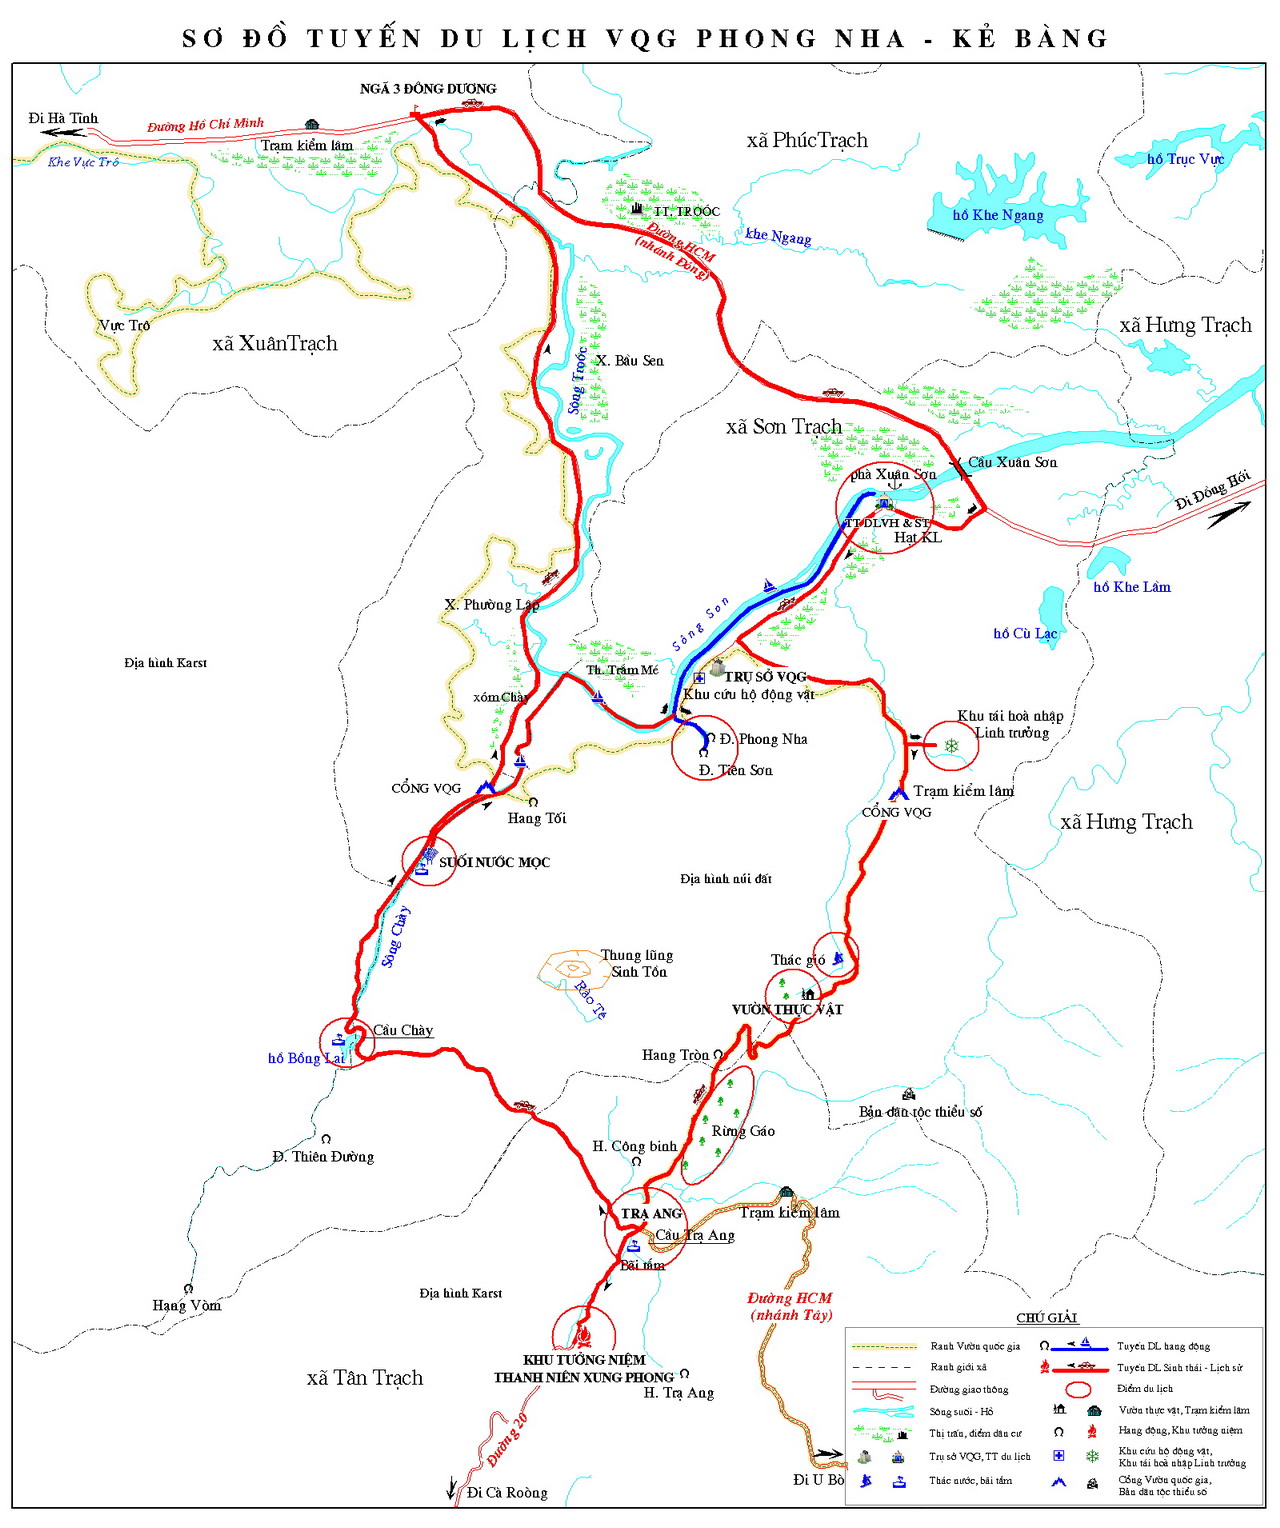 SƠ ĐỒ TUYẾN DU LỊCH VQG PHONG NHA - KẺ BÀNG
NGÃ 3 ĐÔNG DƯƠNG
Đi Hà Tĩnh
Đường Hồ Chí Minh
Trạm kiểm lâm
Khe Vực Trô
xã PhúcTrạch
hồ Trục Vực
hồ Khe Ngang
TT. TROÓC
khe Ngang
Đường HCM
(nhánh Đông)
Vực Trô
xã XuânTrạch
xã Hưng Trạch
X. Bàu Sen
Sông Troóc
xã Sơn Trạch
Cầu Xuân Sơn
phà Xuân Sơn
Đi Đồng Hới
TT DLVH & ST
Hạt KL
hồ Khe Lâm
X. Phường Lập
Sông Son
hồ Cù Lạc
Địa hình Karst
Th. Trằm Mé
TRỤ SỞ VQG
Khu cứu hộ động vật
xóm Chày
Khu tái hoà nhập
Linh trưởng
Đ. Phong Nha
Đ. Tiên Sơn
CỔNG VQG
Trạm kiểm lâm
CỔNG VQG
Hang Tối
xã Hưng Trạch
SUỐI NƯỚC MỌC
Địa hình núi đất
Sông Chày
Thung lũng
Sinh Tồn
Thác gió
Rào Té
VƯỜN THỰC VẬT
Cầu Chày
hồ Bồng Lai
Hang Tròn
Bản dân tộc thiểu số
Rừng Gáo
H. Công binh
Đ. Thiên Đường
TRẠ ANG
Trạm kiểm lâm
Cầu Trạ Ang
Bãi tắm
Địa hình Karst
Hang Vòm
Đường HCM
(nhánh Tây)
KHU TƯỞNG NIỆM
THANH NIÊN XUNG PHONG
xã Tân Trạch
H. Trạ Ang
Đường 20
Đi Cà Roòng
Đi U Bò
CHÚ GIẢI
Ranh Vườn quốc gia
Tuyến DL hang động
Ranh giới xã
Tuyến DL Sinh thái - Lịch sử
Đường giao thông
Điểm du lịch
Sông suối - Hồ
Vườn thực vật, Trạm kiểm lâm
Thị trấn, điểm dân cư
Hang động, Khu tưởng niệm
Trụ sở VQG, TT du lịch
Khu cứu hộ động vật,
Khu tái hoà nhập Linh trưởng
Thác nước, bãi tắm
Cổng Vườn quốc gia,
Bản dân tộc thiểu số